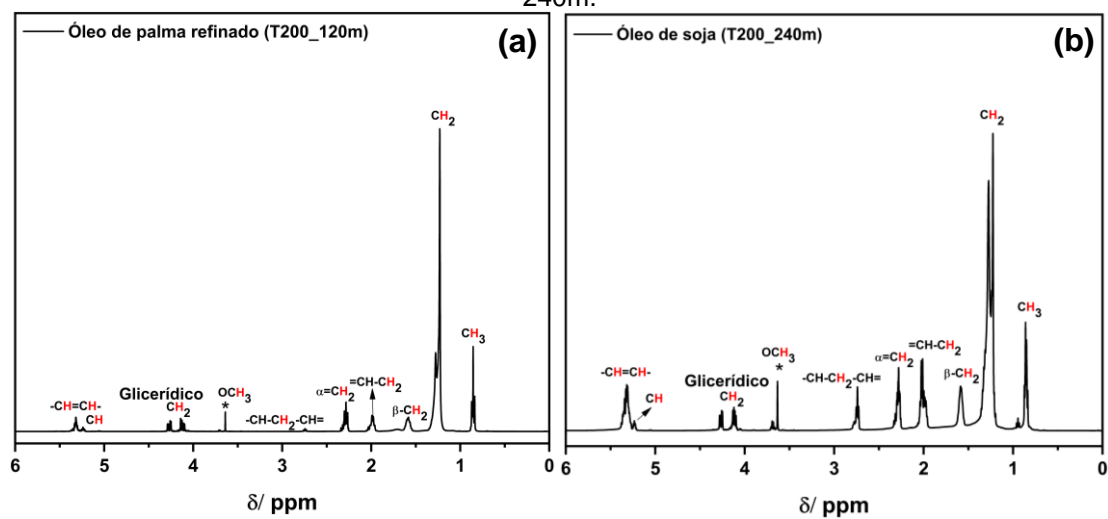 240m.
Óleo de palma refinado (T200_120m)
(a)
CH2
CH3
-CH=CH-
CH
Glicerídico
CH2
OCH3
*
-CH-CH2-CH=
α=CH2
=CH-CH2
β-CH2
6 5 4 3 2 1 0
δ/ ppm
Óleo de soja (T200_240m)
(b)
CH2
CH3
-CH=CH-
CH
Glicerídico
CH2
OCH3
*
-CH-CH2-CH=
α=CH2
=CH-CH2
β-CH2
6 5 4 3 2 1 0
δ/ ppm